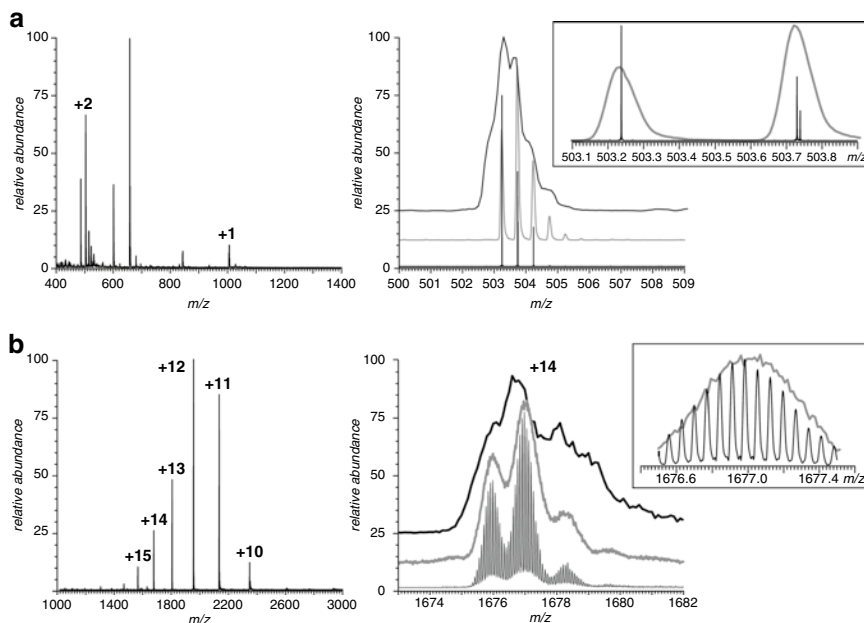 a
100
75
50
25
0
relative abundance
+2
+1
400 600 800 1000 1200 1400
m/z
100
75
50
25
0
relative abundance
500 501 502 503 504 505 506 507 508 509
m/z
503.1 503.2 503.3 503.4 503.5 503.6 503.7 503.8 m/z
b
100
75
50
25
0
relative abundance
+12
+11
+13
+14
+15
+10
1000 1400 1800 2200 2600 3000
m/z
100
75
50
25
0
relative abundance
+14
1674 1676 1678 1680 1682
m/z
1676.6 1677.0 1677.4 m/z